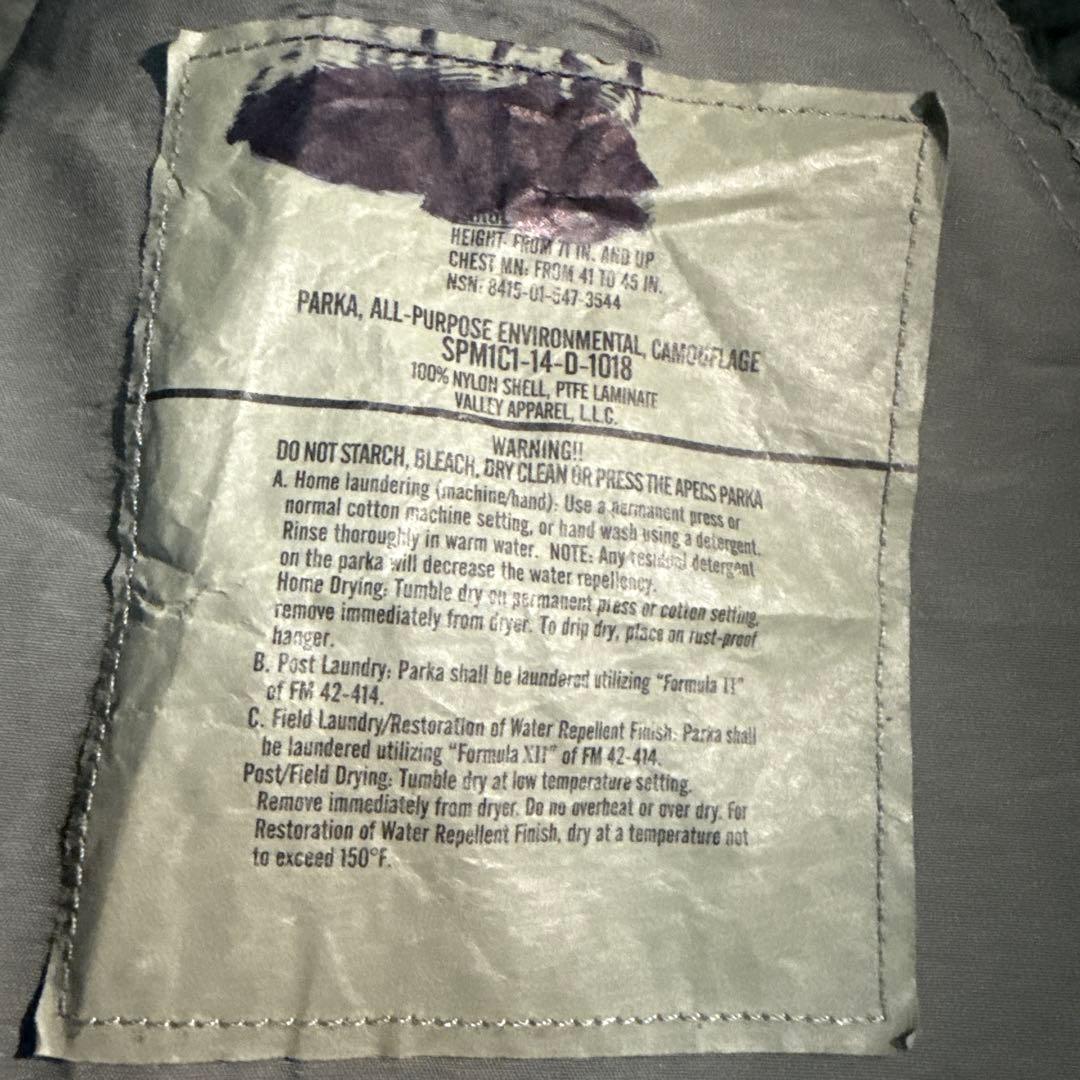 HEIGHT: FROM 71 IN. AND UP
CHEST MN: FROM 41 TO 45 IN.
NSN: 8415-01-547-3544
PARKA, ALL-PURPOSE ENVIRONMENTAL, CAMOUFLAGE
SPM1C1-14-D-1018
100% NYLON SHELL, PTFE LAMINATE
VALLEY APPAREL, L.L.C.
WARNING!!
DO NOT STARCH, BLEACH, DRY CLEAN OR PRESS THE APECS PARKA
A. Home laundering (machine/hand): Use a permanent press or
normal cotton machine setting, or hand wash using a detergent.
Rinse thoroughly in warm water. NOTE: Any residual detergent
on the parka will decrease the water repellency.
Home Drying: Tumble dry on permanent press or cotton setting,
remove immediately from dryer. To drip dry, place on rust-proof
hanger.
B. Post Laundry: Parka shall be laundered utilizing "Formula II"
of FM 42-414.
C. Field Laundry/Restoration of Water Repellent Finish: Parka shall
be laundered utilizing "Formula XII" of FM 42-414.
Post/Field Drying: Tumble dry at low temperature setting.
Remove immediately from dryer. Do no overheat or over dry. For
Restoration of Water Repellent Finish, dry at a temperature not
to exceed 150°F.